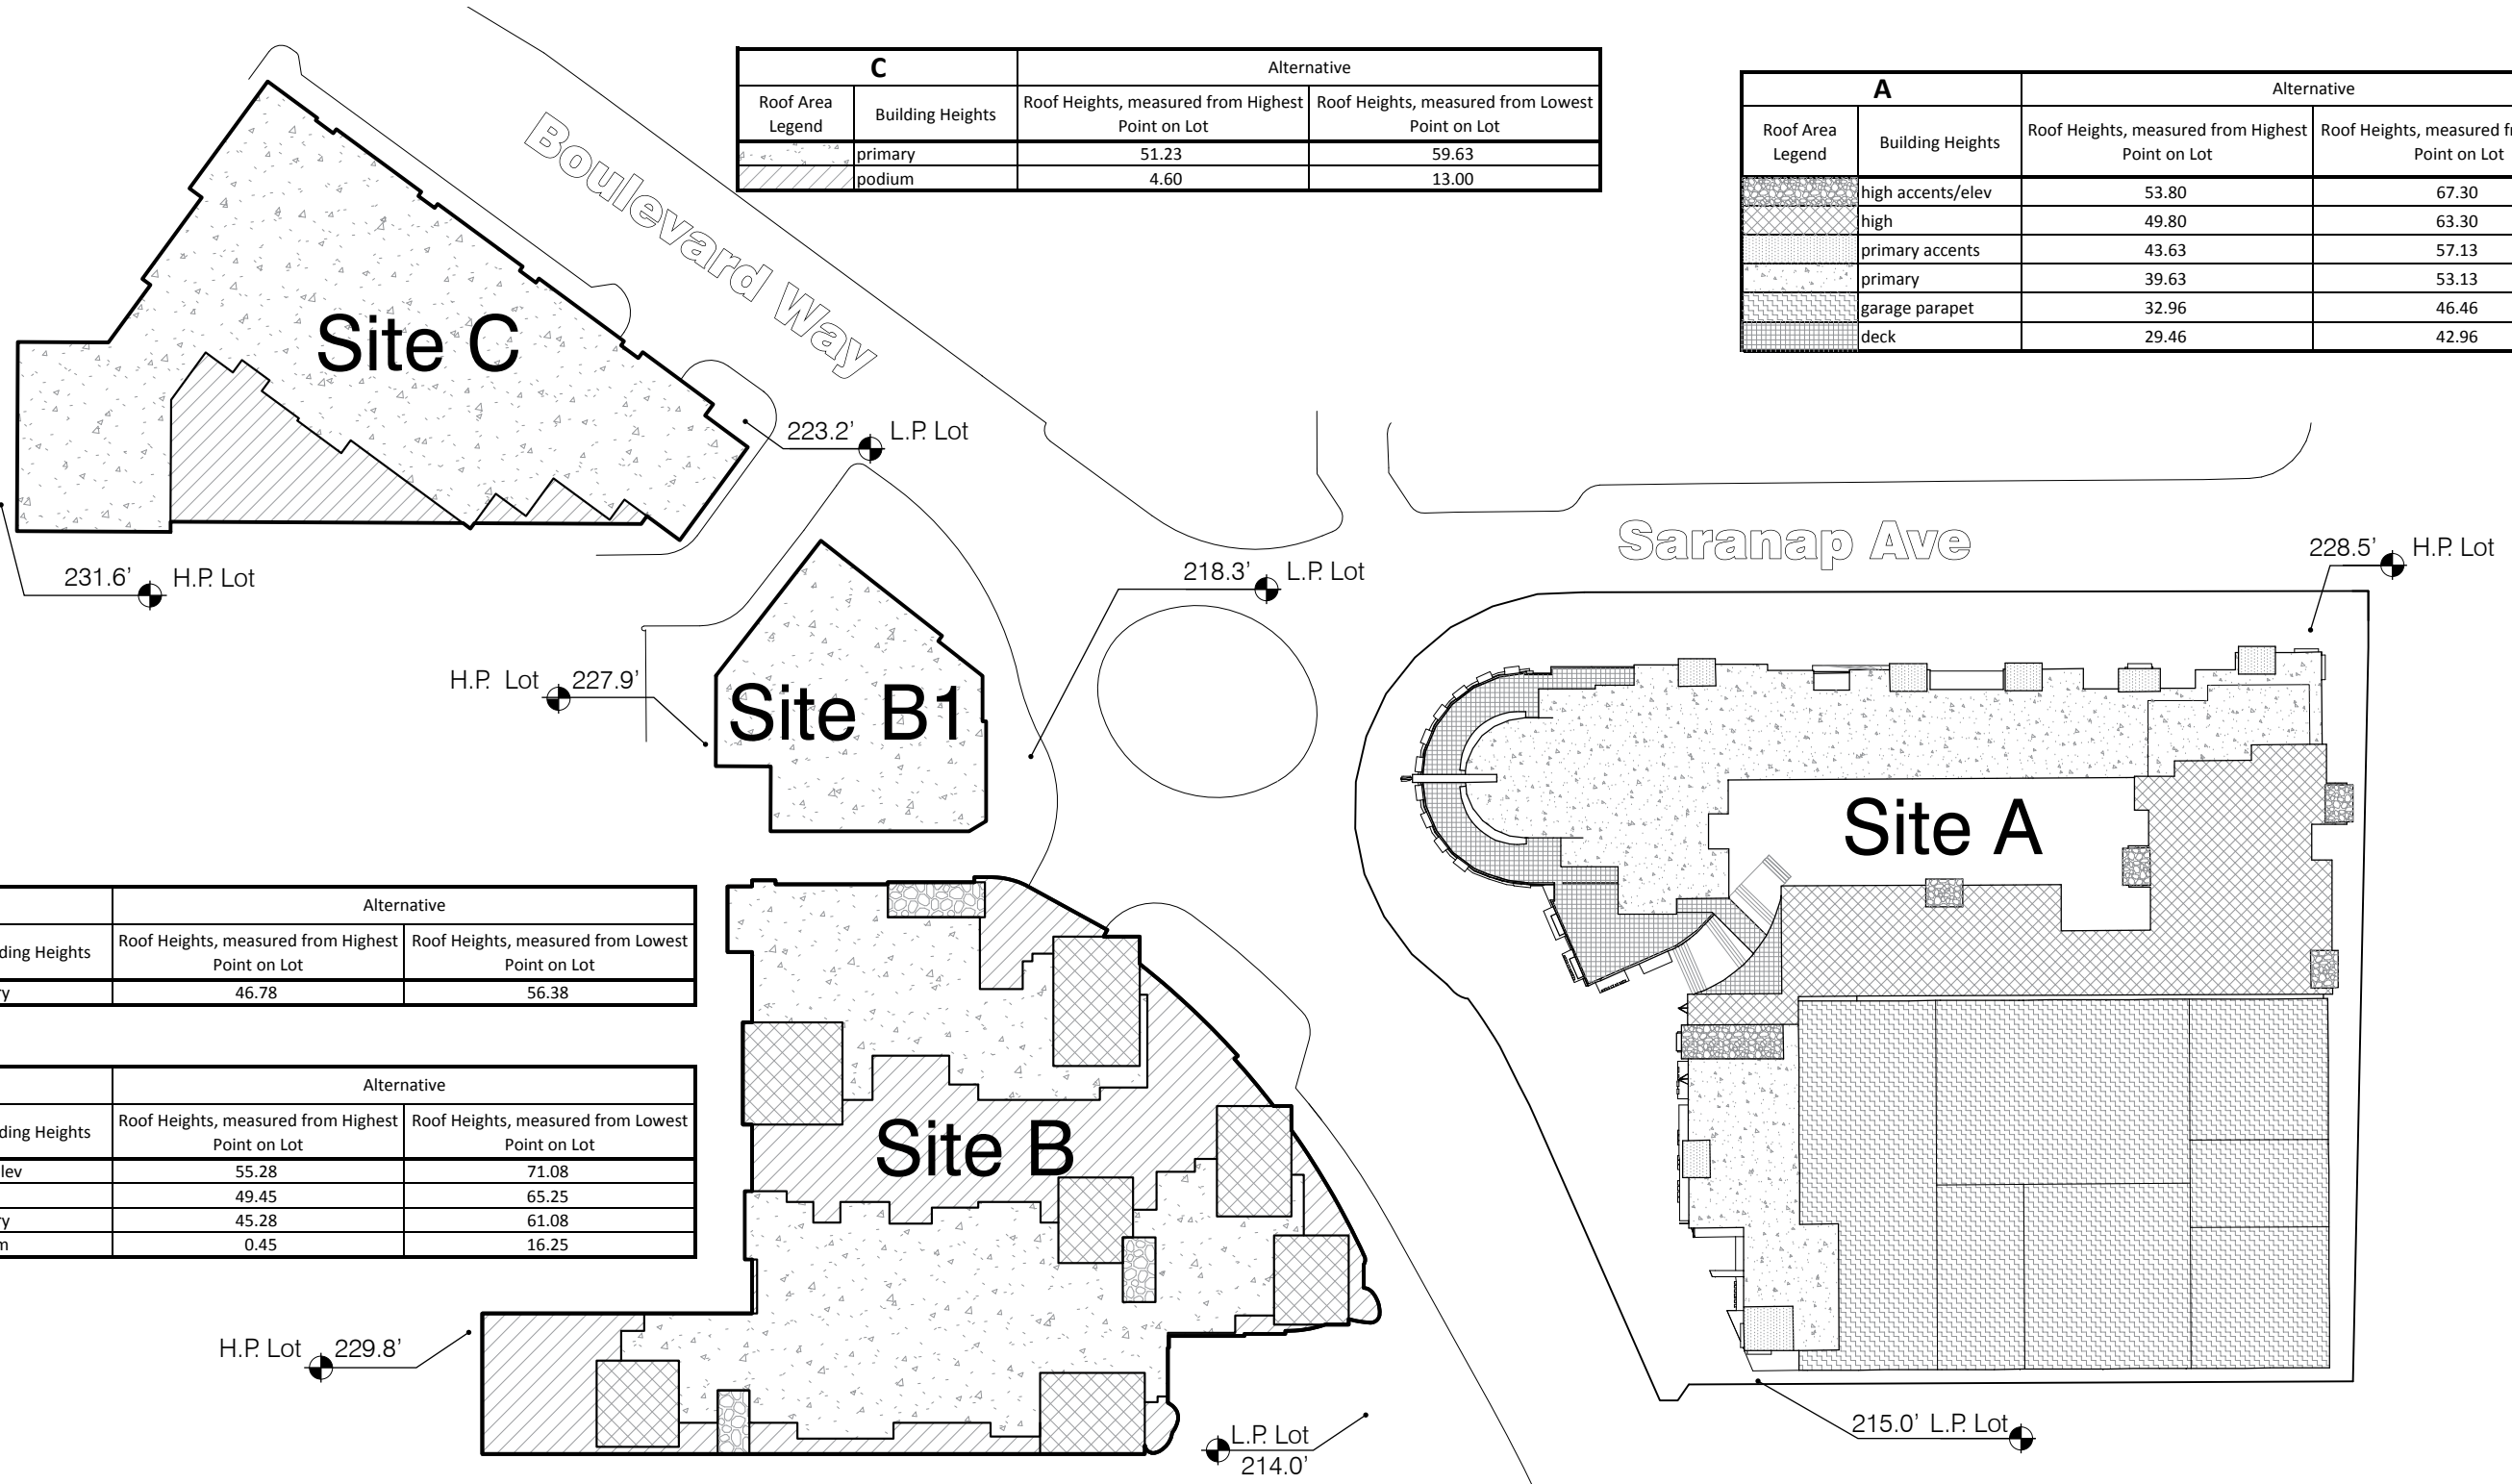 C
Alternative
Roof Area Legend
Building Heights
Roof Heights, measured from Highest Point on Lot
Roof Heights, measured from Lowest Point on Lot
primary 51.23 59.63
podium 4.60 13.00
A
Alternative
Roof Area Legend
Building Heights
Roof Heights, measured from Highest Point on Lot
Roof Heights, measured
Point on Lot
high accents/elev 53.80 67.30
high 49.80 63.30
primary accents 43.63 57.13
primary 39.63 53.13
garage parapet 32.96 46.46
deck 29.46 42.96
Boulevard Way
Site C
223.2' L.P. Lot
231.6' H.P. Lot
Saranap Ave
228.5' H.P. Lot
218.3' L.P. Lot
H.P. Lot 227.9'
Site B1
Site A
Alternative
Heights
Roof Heights, measured from Highest Point on Lot
Roof Heights, measured from Lowest Point on Lot
46.78 56.38
Alternative
Heights
Roof Heights, measured from Highest Point on Lot
Roof Heights, measured from Lowest Point on Lot
55.28 71.08
49.45 65.25
45.28 61.08
0.45 16.25
Site B
H.P. Lot 229.8'
L.P. Lot
214.0'
215.0' L.P. Lot